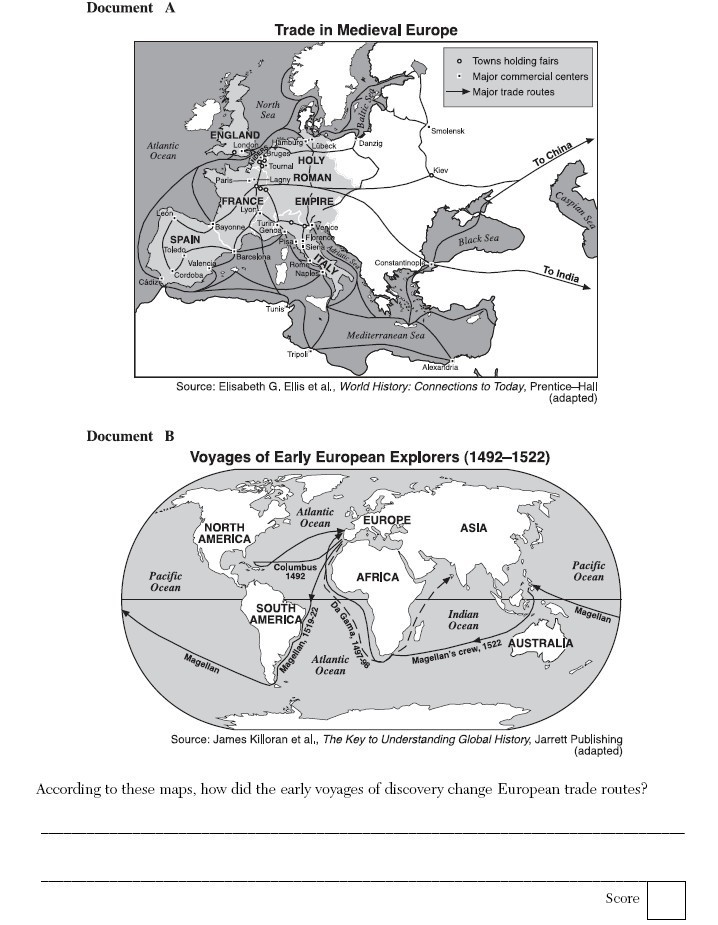 Document A
Trade in Medieval Europe
Towns holding fairs
Major commercial centers
Major trade routes
North
Sea
Baltic Sea
Smolensk
ENGLAND
London
Hamburg
Lübeck
Danzig
Atlantic
Ocean
Bruges
Tournai
HOLY
Kiev
To China
Paris
Lagny
ROMAN
FRANCE
EMPIRE
Caspian Sea
Lyon
León
Bayonne
Turin
Genoa
Venice
Florence
Pisa
Siena
Black Sea
SPAIN
Toledo
Barcelona
Adriatic Sea
Valencia
Rome
ITALY
Constantinople
Cordoba
Naples
To India
Cádiz
Tunis
Mediterranean Sea
Tripoli
Alexandria
Source: Elisabeth G. Ellis et al., World History: Connections to Today, Prentice–Hall
(adapted)
Document B
Voyages of Early European Explorers (1492–1522)
Atlantic
Ocean
EUROPE
NORTH
AMERICA
ASIA
Columbus
1492
Pacific
Ocean
AFRICA
Pacific
Ocean
SOUTH
AMERICA
Indian
Ocean
Magellan
Magellan, 1519-22
Da Gama, 1497-98
Magellan's crew, 1522
AUSTRALIA
Magellan
Atlantic
Ocean
Source: James Killoran et al., The Key to Understanding Global History, Jarrett Publishing
(adapted)
According to these maps, how did the early voyages of discovery change European trade routes?
Score